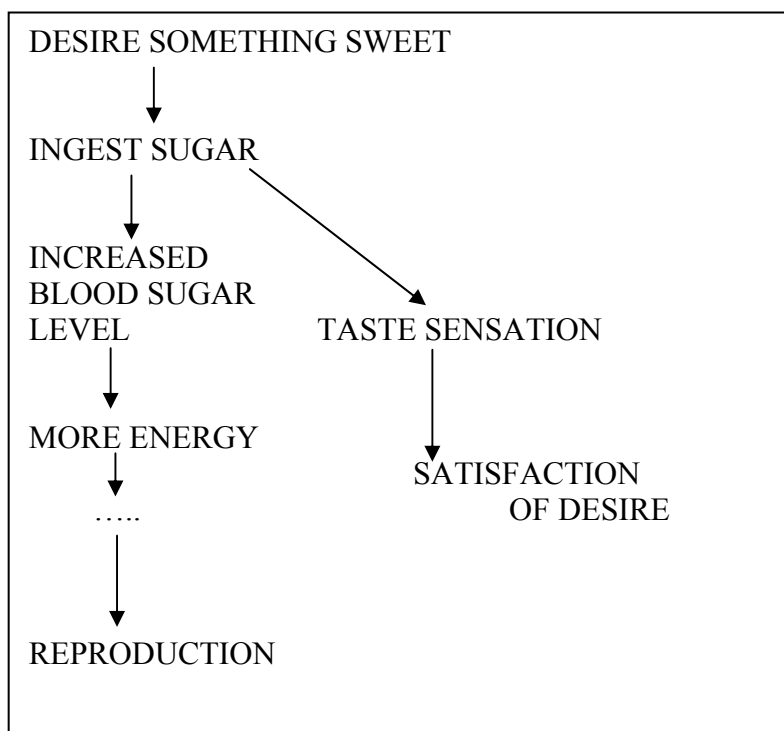 DESIRE SOMETHING SWEET
INGEST SUGAR
INCREASED
BLOOD SUGAR
LEVEL
TASTE SENSATION
MORE ENERGY
SATISFACTION
OF DESIRE
.....
REPRODUCTION